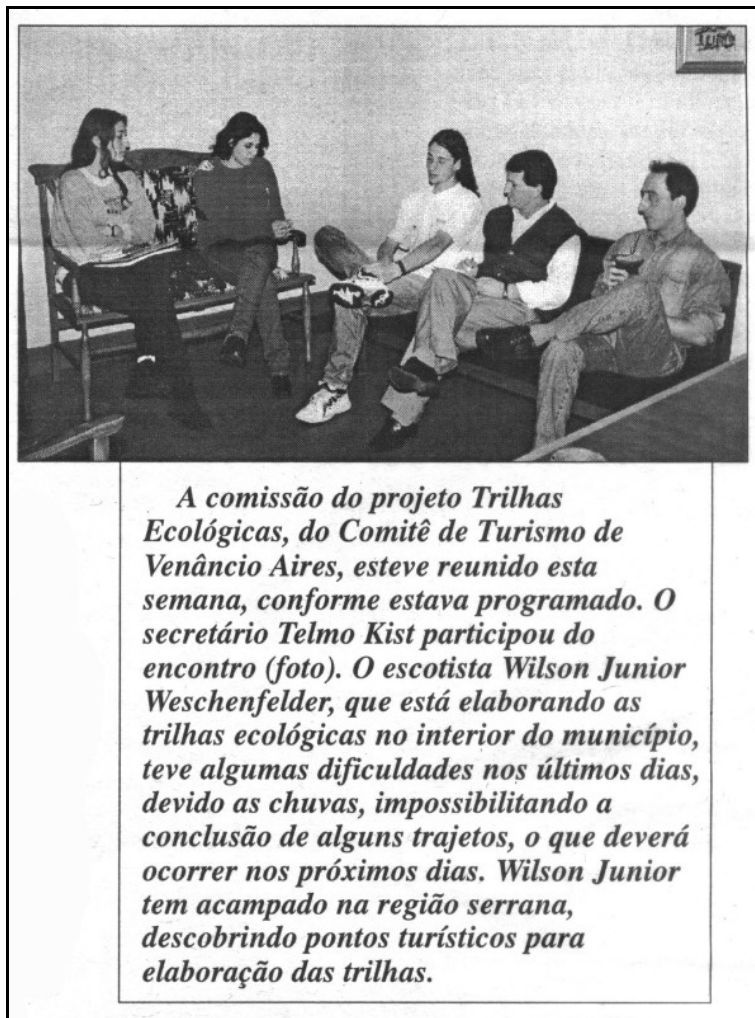 A comissão do projeto Trilhas
Ecológicas, do Comitê de Turismo de
Venâncio Aires, esteve reunido esta
semana, conforme estava programado. O
secretário Telmo Kist participou do
encontro (foto). O escotista Wilson Junior
Weschenfelder, que está elaborando as
trilhas ecológicas no interior do município,
teve algumas dificuldades nos últimos dias,
devido as chuvas, impossibilitando a
conclusão de alguns trajetos, o que deverá
ocorrer nos próximos dias. Wilson Junior
tem acampado na região serrana,
descobrindo pontos turísticos para
elaboração das trilhas.